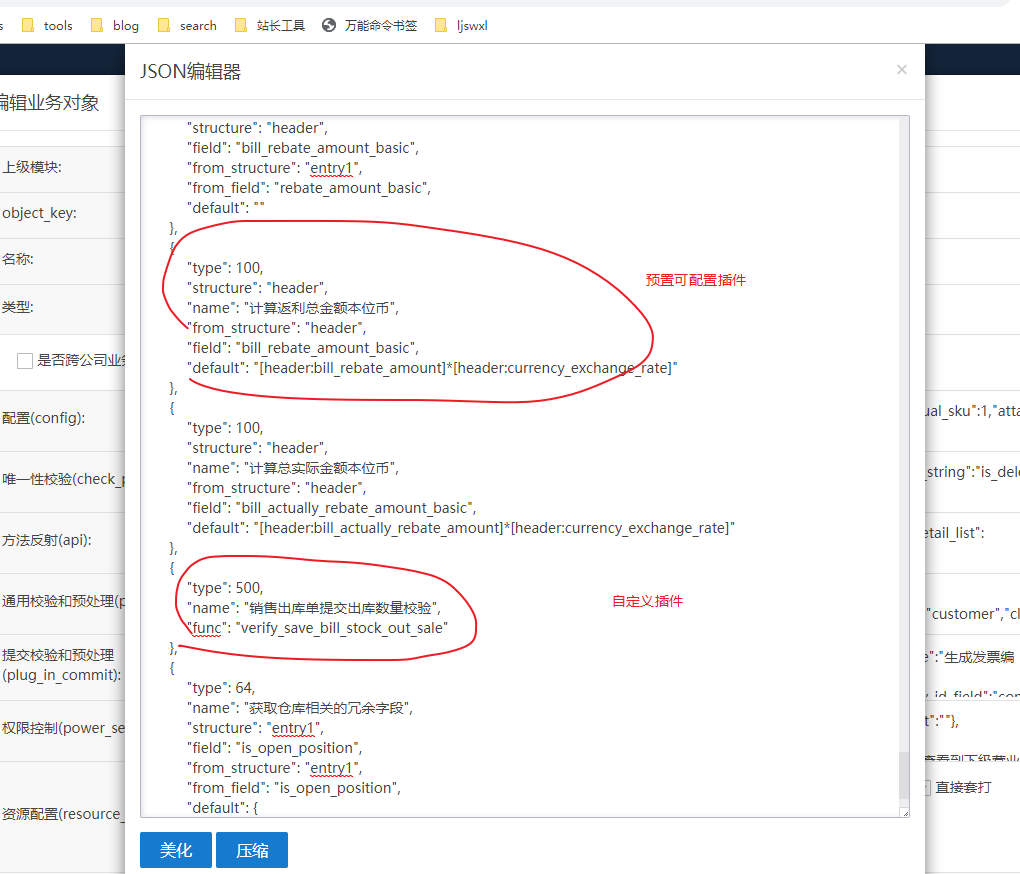 s tools blog search 站长工具 万能命令书签 ljswxl
JSON编辑器 ×
编辑业务对象
上级模块:
object_key:
名称:
类型:
是否跨公司业务
配置(config):
唯一性校验(check_p
方法反射(api):
通用校验和预处理(p
提交校验和预处理
(plug_in_commit):
权限控制(power_se
资源配置(resource_
"structure": "header",
"field": "bill_rebate_amount_basic",
"from_structure": "entry1",
"from_field": "rebate_amount_basic",
"default": ""
},
{
"type": 100,
"structure": "header",
"name": "计算返利总金额本位币",
"from_structure": "header",
"field": "bill_rebate_amount_basic",
"default": "[header:bill_rebate_amount]*[header:currency_exchange_rate]"
},
预置可配置插件
{
"type": 100,
"structure": "header",
"name": "计算总实际金额本位币",
"from_structure": "header",
"field": "bill_actually_rebate_amount_basic",
"default": "[header:bill_actually_rebate_amount]*[header:currency_exchange_rate]"
},
{
"type": 500,
"name": "销售出库单提交出库数量校验",
"func": "verify_save_bill_stock_out_sale"
},
自定义插件
{
"type": 64,
"name": "获取仓库相关的冗余字段",
"structure": "entry1",
"field": "is_open_position",
"from_structure": "entry1",
"from_field": "is_open_position",
"default": {
美化 压缩
ual_sku":1,"atta
_string":"is_dele
etail_list":
"customer","cl
e":"生成发票编
t":""},
直接套打